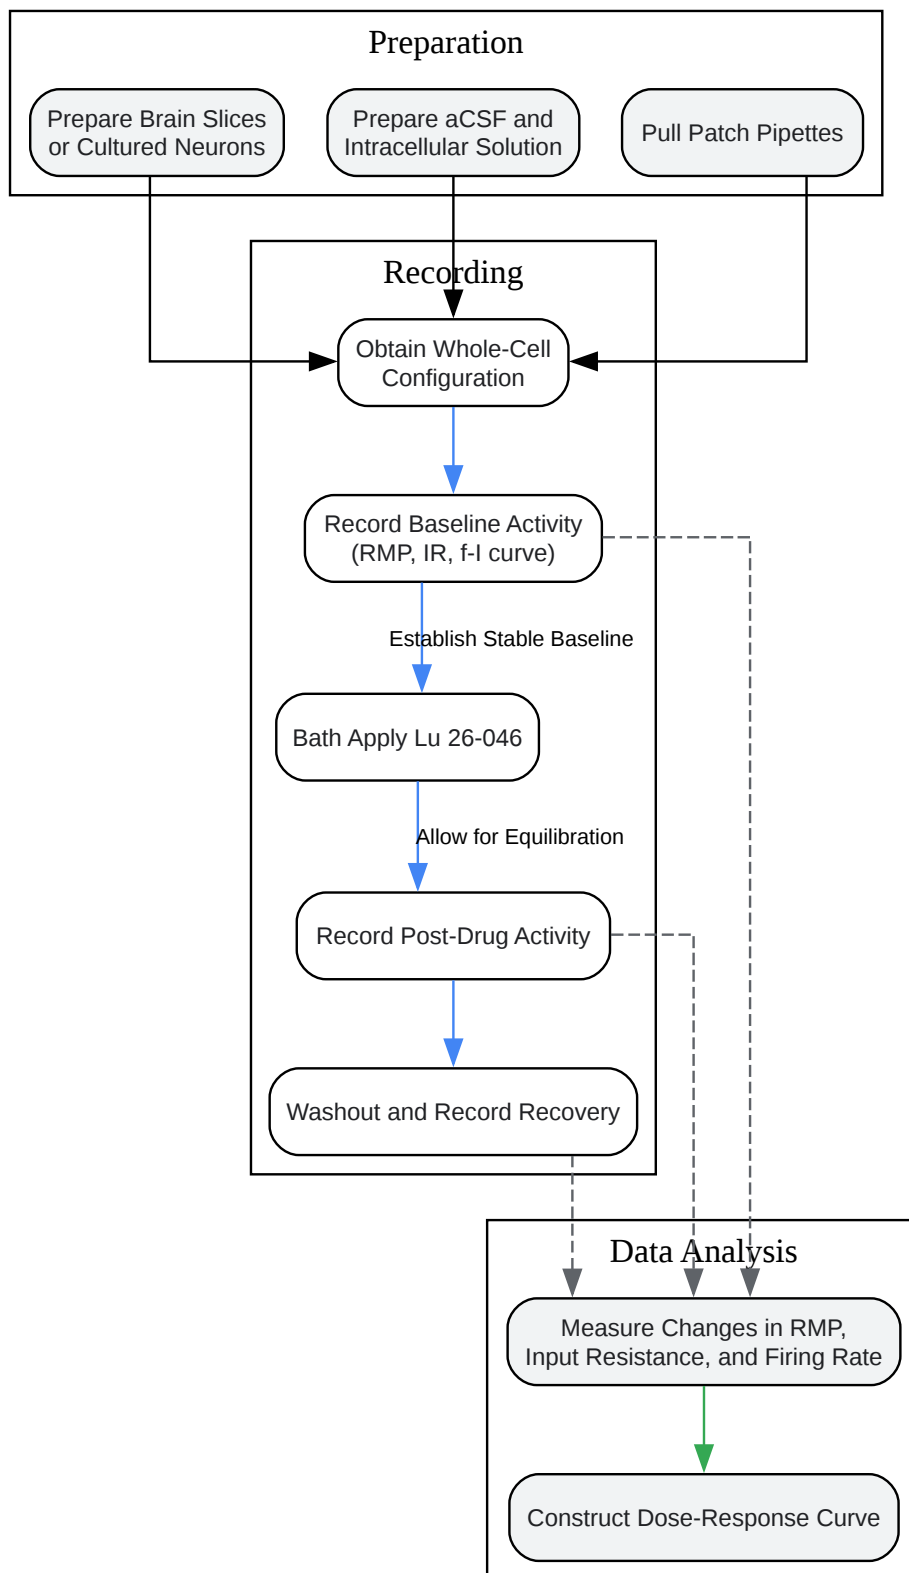 Preparation
Prepare Brain Slices
or Cultured Neurons
Prepare aCSF and
Intracellular Solution
Pull Patch Pipettes
Recording
Obtain Whole-Cell
Configuration
Record Baseline Activity
(RMP, IR, f-I curve)
Establish Stable Baseline
Bath Apply Lu 26-046
Allow for Equilibration
Record Post-Drug Activity
Washout and Record Recovery
Data Analysis
Measure Changes in RMP,
Input Resistance, and Firing Rate
Construct Dose-Response Curve